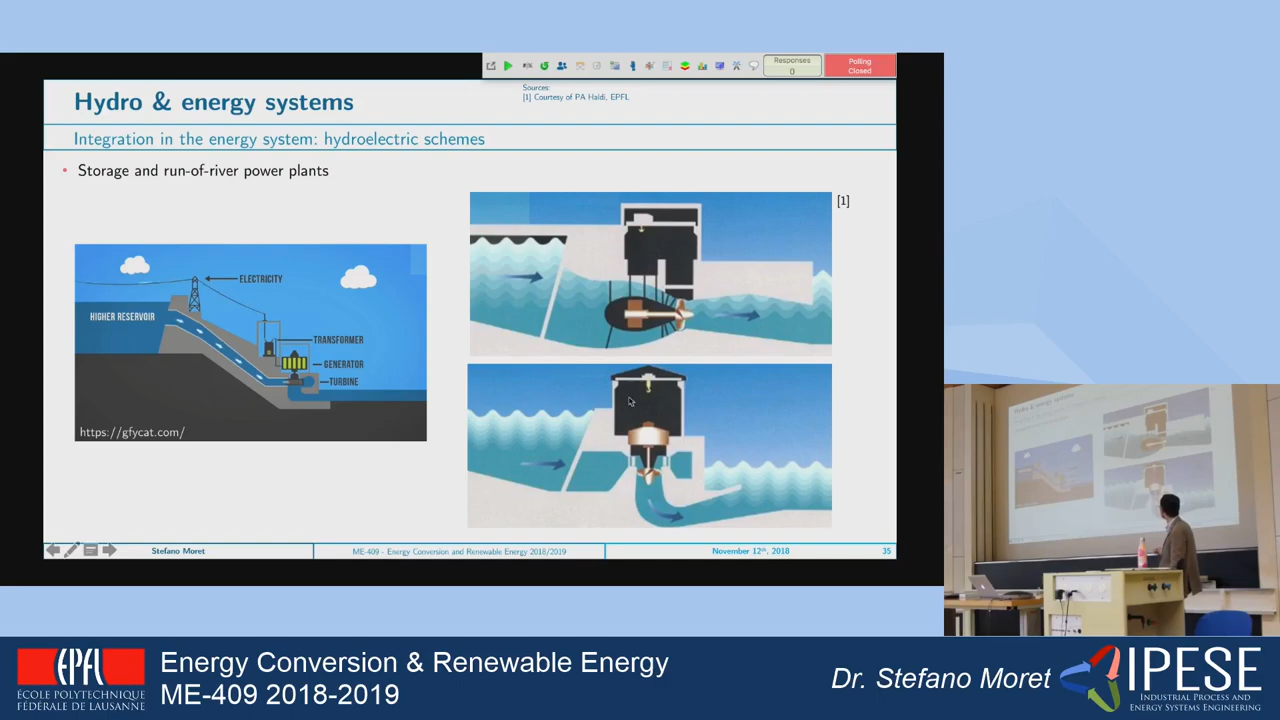 Responses
0
Polling
Closed
Hydro & energy systems
Sources:
[1] Courtesy of PA Haldi, EPFL
Integration in the energy system: hydroelectric schemes
• Storage and run-of-river power plants
[1]
ELECTRICITY
HIGHER RESERVOIR
TRANSFORMER
GENERATOR
TURBINE
https://gfycat.com/
Stefano Moret
ME-409 - Energy Conversion and Renewable Energy 2018/2019
November 12th, 2018
35
EPFL
ÉCOLE POLYTECHNIQUE
FÉDÉRALE DE LAUSANNE
Energy Conversion & Renewable Energy
ME-409 2018-2019
Dr. Stefano Moret
IPESE
INDUSTRIAL PROCESS AND
ENERGY SYSTEMS ENGINEERING